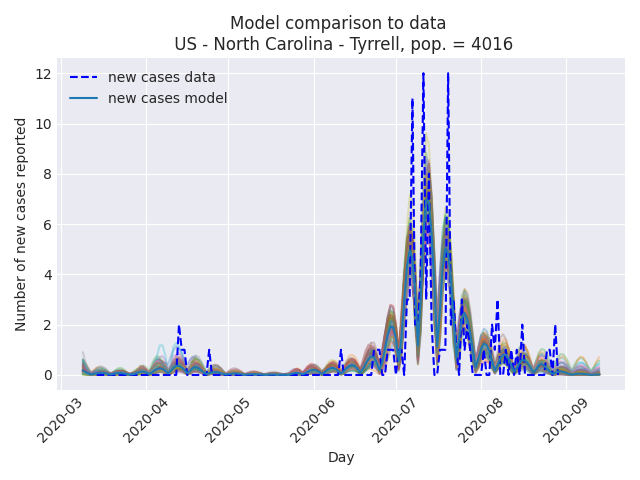 Model comparison to data
US - North Carolina - Tyrrell, pop. = 4016
new cases data
new cases model
Number of new cases reported
12
10
8
6
4
2
0
2020-03
2020-04
2020-05
2020-06
2020-07
2020-08
2020-09
Day